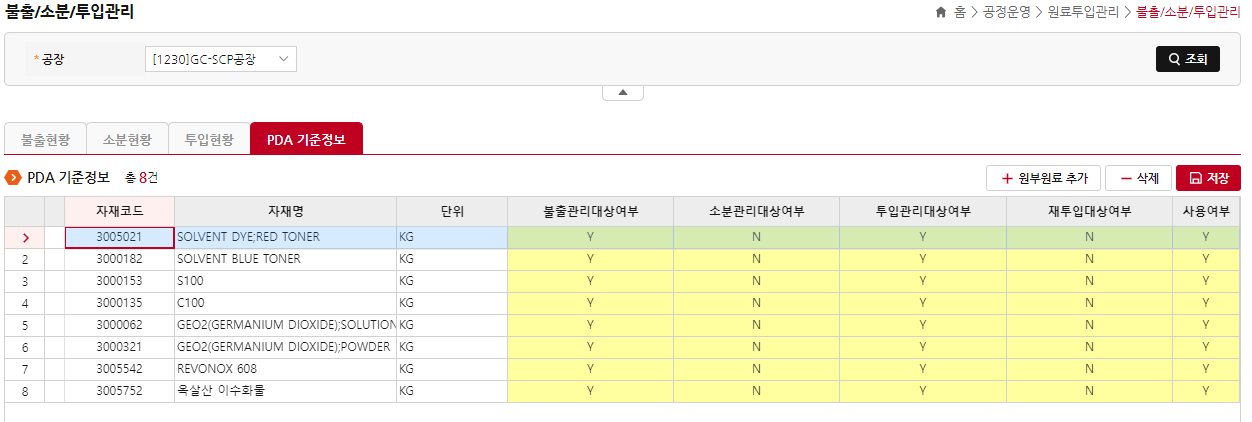 불출/소분/투입관리
홈 > 공정운영 > 원료투입관리 > 불출/소분/투입관리
* 공장 [1230]GC-SCP공장 조회
불출현황 소분현황 투입현황 PDA 기준정보
PDA 기준정보 총 8건 원부원료 추가 삭제 저장
자재코드 자재명 단위 불출관리대상여부 소분관리대상여부 투입관리대상여부 재투입대상여부 사용여부
3005021 SOLVENT DYE;RED TONER KG Y N Y N Y
2 3000182 SOLVENT BLUE TONER KG Y N Y N Y
3 3000153 S100 KG Y N Y N Y
4 3000135 C100 KG Y N Y N Y
5 3000062 GEO2(GERMANIUM DIOXIDE);SOLUTION KG Y N Y N Y
6 3000321 GEO2(GERMANIUM DIOXIDE);POWDER KG Y N Y N Y
7 3005542 REVONOX 608 KG Y N Y N Y
8 3005752 옥살산 이수화물 KG Y N Y N Y